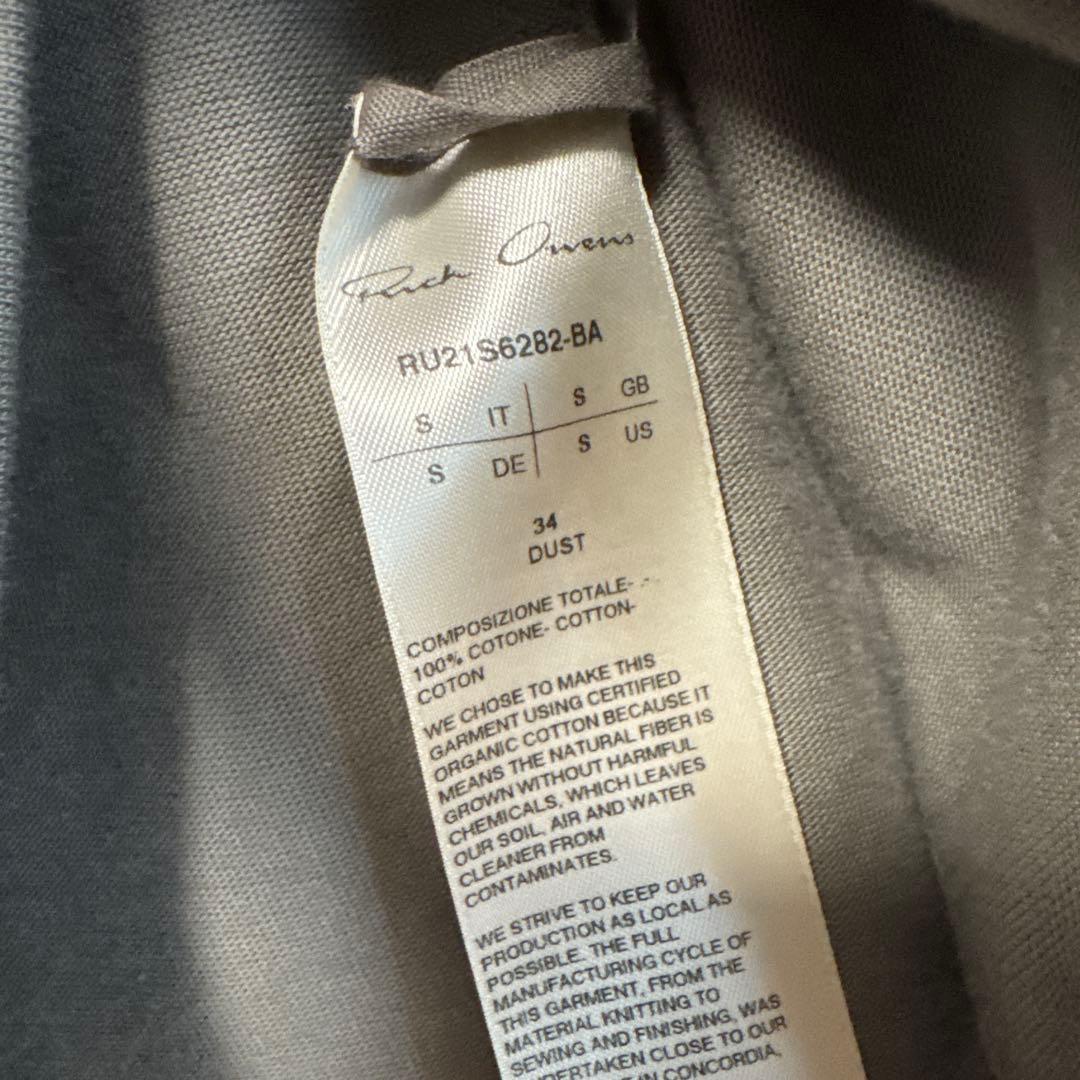 Rick Owens
RU21S6282-BA
S IT S GB
S DE S US
34
DUST
COMPOSIZIONE TOTALE- -
100% COTONE- COTTON-
COTON
WE CHOSE TO MAKE THIS
GARMENT USING CERTIFIED
ORGANIC COTTON BECAUSE IT
MEANS THE NATURAL FIBER IS
GROWN WITHOUT HARMFUL
CHEMICALS, WHICH LEAVES
OUR SOIL, AIR AND WATER
CLEANER FROM
CONTAMINATES.
WE STRIVE TO KEEP OUR
PRODUCTION AS LOCAL AS
POSSIBLE. THE FULL
MANUFACTURING CYCLE OF
THIS GARMENT, FROM THE
MATERIAL KNITTING TO
SEWING AND FINISHING, WAS
UNDERTAKEN CLOSE TO OUR
IN CONCORDIA,